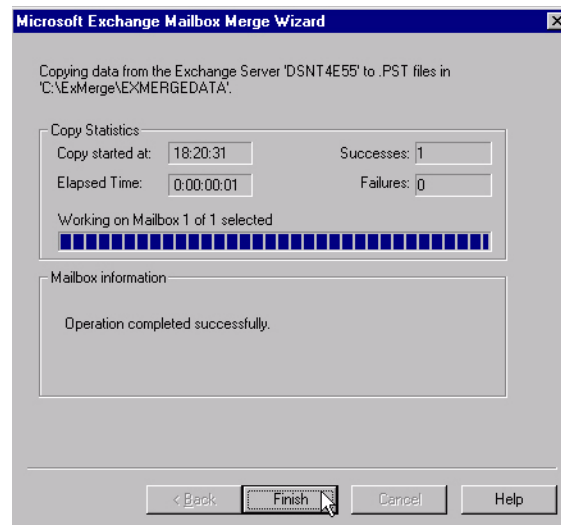 Microsoft Exchange Mailbox Merge Wizard
Copying data from the Exchange Server 'DSNT4E55' to .PST files in
'C:\ExMerge\EXMERGEDATA'.
Copy Statistics
Copy started at: 18:20:31 Successes: 1
Elapsed Time: 0:00:00:01 Failures: 0
Working on Mailbox 1 of 1 selected
Mailbox information
Operation completed successfully.
< Back Finish Cancel Help